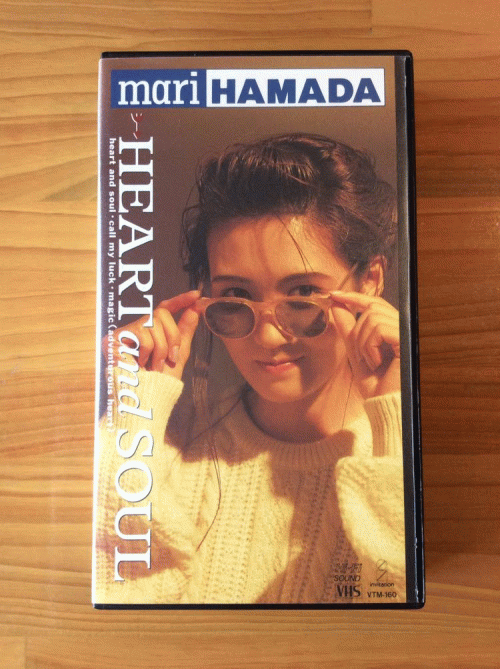 mari HAMADA
HEART and SOUL
heart and soul・call my luck・magic (adventurous heart)
SOUND
VHS
invitation
VTM-160